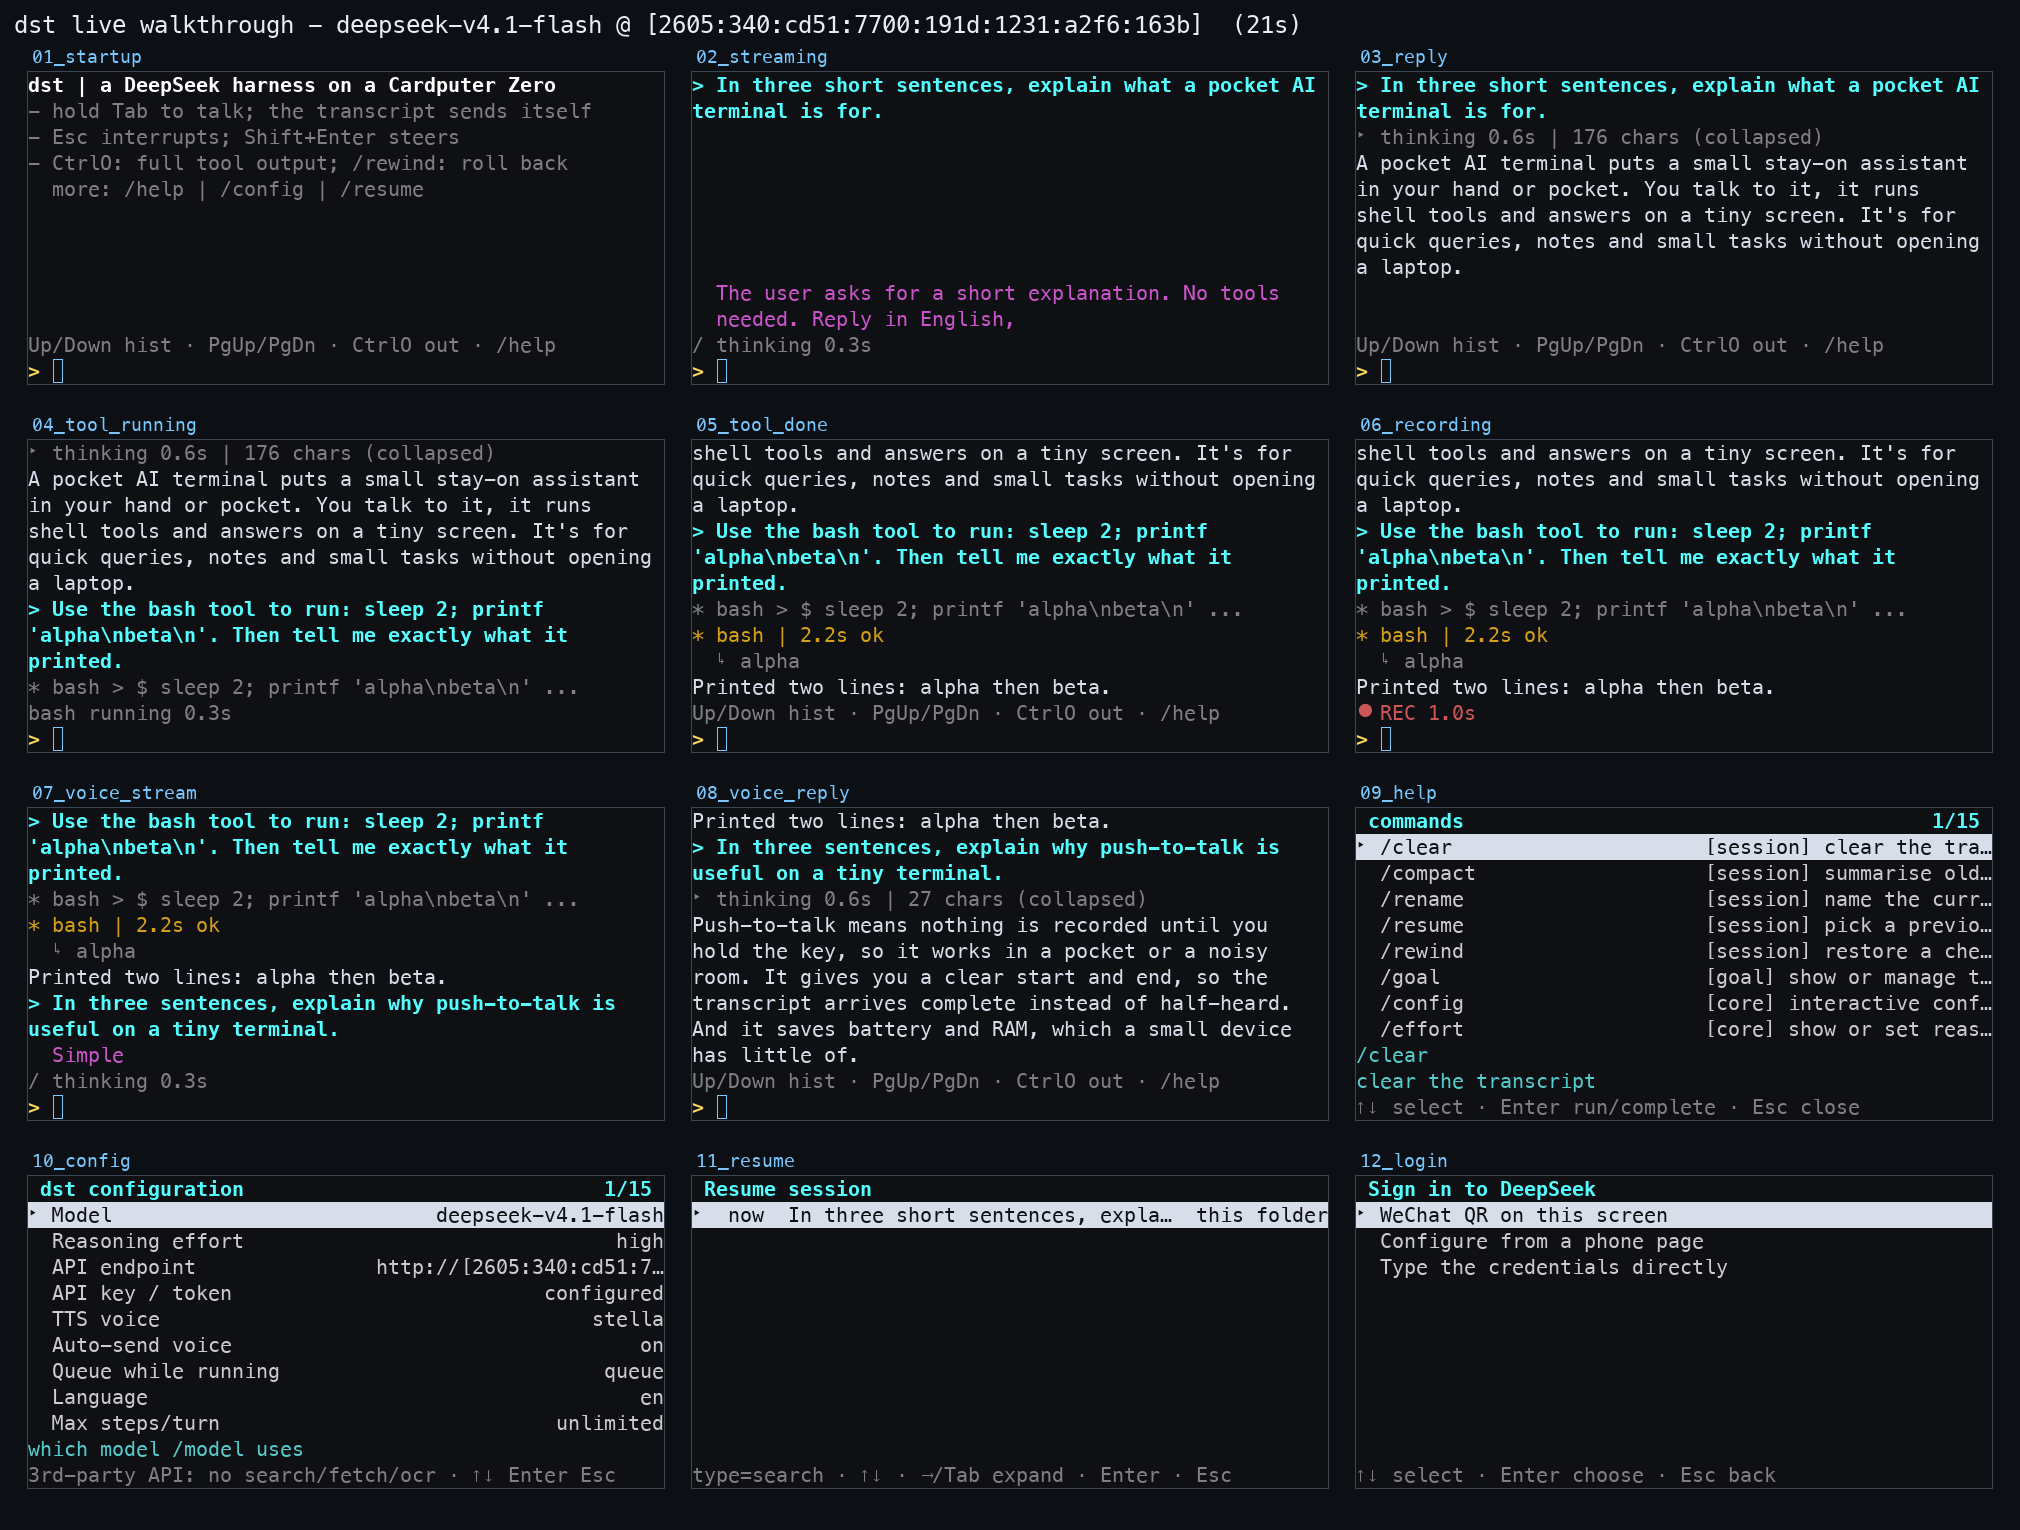 dst live walkthrough — deepseek-v4.1-flash @ [2605:340:cd51:7700:191d:1231:a2f6:163b]  (21s)
01_startup
dst | a DeepSeek harness on a Cardputer Zero
— hold Tab to talk; the transcript sends itself
— Esc interrupts; Shift+Enter steers
— CtrlO: full tool output; /rewind: roll back
more: /help | /config | /resume
Up/Down hist · PgUp/PgDn · CtrlO out · /help
>
02_streaming
> In three short sentences, explain what a pocket AI
terminal is for.
The user asks for a short explanation. No tools
needed. Reply in English,
/ thinking 0.3s
>
03_reply
> In three short sentences, explain what a pocket AI
terminal is for.
‣ thinking 0.6s | 176 chars (collapsed)
A pocket AI terminal puts a small stay-on assistant
in your hand or pocket. You talk to it, it runs
shell tools and answers on a tiny screen. It's for
quick queries, notes and small tasks without opening
a laptop.
Up/Down hist · PgUp/PgDn · CtrlO out · /help
>
04_tool_running
‣ thinking 0.6s | 176 chars (collapsed)
A pocket AI terminal puts a small stay-on assistant
in your hand or pocket. You talk to it, it runs
shell tools and answers on a tiny screen. It's for
quick queries, notes and small tasks without opening
a laptop.
> Use the bash tool to run: sleep 2; printf
'alpha\nbeta\n'. Then tell me exactly what it
printed.
* bash > $ sleep 2; printf 'alpha\nbeta\n' ...
bash running 0.3s
>
05_tool_done
shell tools and answers on a tiny screen. It's for
quick queries, notes and small tasks without opening
a laptop.
> Use the bash tool to run: sleep 2; printf
'alpha\nbeta\n'. Then tell me exactly what it
printed.
* bash > $ sleep 2; printf 'alpha\nbeta\n' ...
* bash | 2.2s ok
↳ alpha
Printed two lines: alpha then beta.
Up/Down hist · PgUp/PgDn · CtrlO out · /help
>
06_recording
shell tools and answers on a tiny screen. It's for
quick queries, notes and small tasks without opening
a laptop.
> Use the bash tool to run: sleep 2; printf
'alpha\nbeta\n'. Then tell me exactly what it
printed.
* bash > $ sleep 2; printf 'alpha\nbeta\n' ...
* bash | 2.2s ok
↳ alpha
Printed two lines: alpha then beta.
● REC 1.0s
>
07_voice_stream
> Use the bash tool to run: sleep 2; printf
'alpha\nbeta\n'. Then tell me exactly what it
printed.
* bash > $ sleep 2; printf 'alpha\nbeta\n' ...
* bash | 2.2s ok
↳ alpha
Printed two lines: alpha then beta.
> In three sentences, explain why push-to-talk is
useful on a tiny terminal.
Simple
/ thinking 0.3s
>
08_voice_reply
Printed two lines: alpha then beta.
> In three sentences, explain why push-to-talk is
useful on a tiny terminal.
‣ thinking 0.6s | 27 chars (collapsed)
Push-to-talk means nothing is recorded until you
hold the key, so it works in a pocket or a noisy
room. It gives you a clear start and end, so the
transcript arrives complete instead of half-heard.
And it saves battery and RAM, which a small device
has little of.
Up/Down hist · PgUp/PgDn · CtrlO out · /help
>
09_help
commands 1/15
‣ /clear [session] clear the tra…
/compact [session] summarise old…
/rename [session] name the curr…
/resume [session] pick a previo…
/rewind [session] restore a che…
/goal [goal] show or manage t…
/config [core] interactive conf…
/effort [core] show or set reas…
/clear
clear the transcript
↑↓ select · Enter run/complete · Esc close
10_config
dst configuration 1/15
‣ Model deepseek-v4.1-flash
Reasoning effort high
API endpoint http://[2605:340:cd51:7…
API key / token configured
TTS voice stella
Auto-send voice on
Queue while running queue
Language en
Max steps/turn unlimited
which model /model uses
3rd-party API: no search/fetch/ocr · ↑↓ Enter Esc
11_resume
Resume session
‣ now In three short sentences, expla… this folder
type=search · ↑↓ · →/Tab expand · Enter · Esc
12_login
Sign in to DeepSeek
‣ WeChat QR on this screen
Configure from a phone page
Type the credentials directly
↑↓ select · Enter choose · Esc back